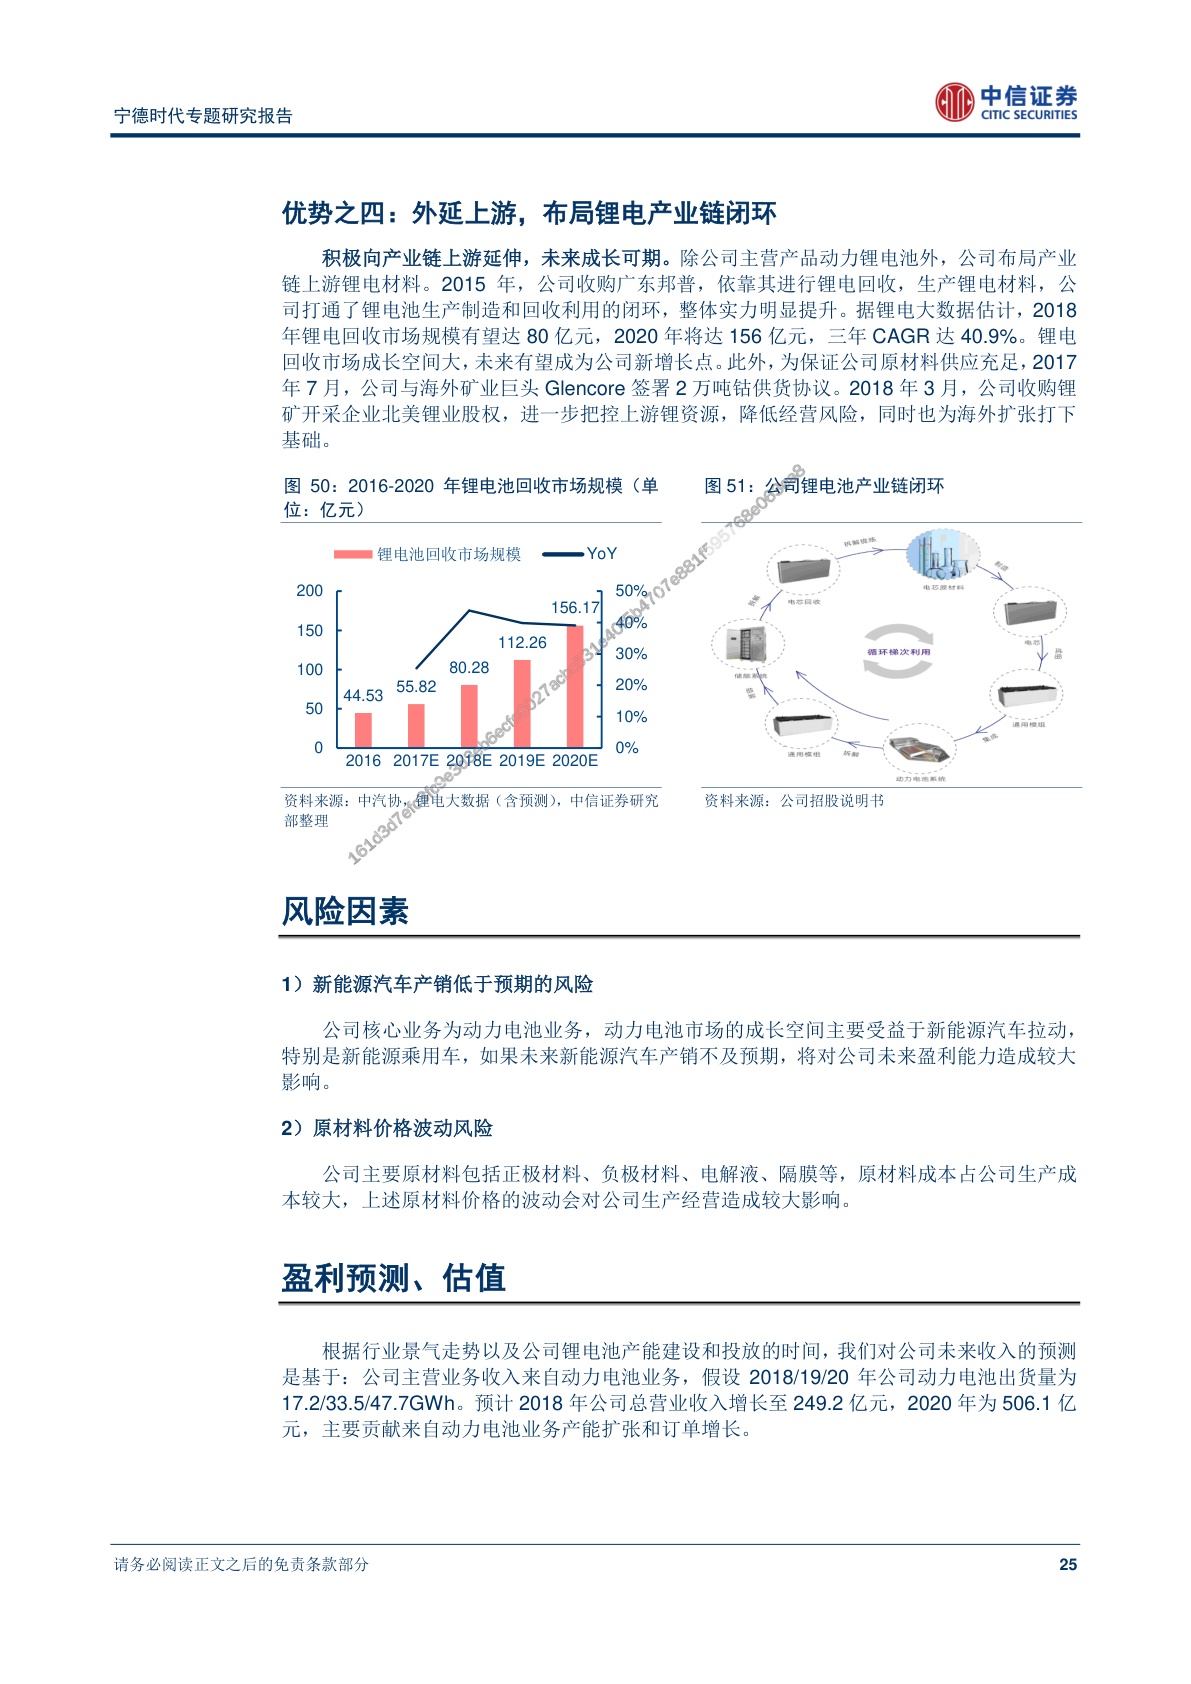 宁德时代专题研究报告
中信证券
CITIC SECURITIES
优势之四：外延上游，布局锂电产业链闭环
积极向产业链上游延伸，未来成长可期。除公司主营产品动力锂电池外，公司布局产业
链上游锂电材料。2015 年，公司收购广东邦普，依靠其进行锂电回收，生产锂电材料，公
司打通了锂电池生产制造和回收利用的闭环，整体实力明显提升。据锂电大数据估计，2018
年锂电回收市场规模有望达 80 亿元，2020 年将达 156 亿元，三年 CAGR 达 40.9%。锂电
回收市场成长空间大，未来有望成为公司新增长点。此外，为保证公司原材料供应充足，2017
年 7 月，公司与海外矿业巨头 Glencore 签署 2 万吨钴供货协议。2018 年 3 月，公司收购锂
矿开采企业北美锂业股权，进一步把控上游锂资源，降低经营风险，同时也为海外扩张打下
基础。
图 50：2016-2020 年锂电池回收市场规模（单
位：亿元）
锂电池回收市场规模 YoY
200 50%
150 40%
100 30%
50 20%
0 10%
0%
44.53 55.82 80.28 112.26 156.17
2016 2017E 2018E 2019E 2020E
资料来源：中汽协，锂电大数据（含预测），中信证券研究
部整理
图 51：公司锂电池产业链闭环
拆解提炼
电芯原材料
制造
电芯回收
电芯
拆解
成组
循环梯次利用
储能系统
通用模组
集成
通用模组
拆解
动力电池系统
资料来源：公司招股说明书
风险因素
1）新能源汽车产销低于预期的风险
公司核心业务为动力电池业务，动力电池市场的成长空间主要受益于新能源汽车拉动，
特别是新能源乘用车，如果未来新能源汽车产销不及预期，将对公司未来盈利能力造成较大
影响。
2）原材料价格波动风险
公司主要原材料包括正极材料、负极材料、电解液、隔膜等，原材料成本占公司生产成
本较大，上述原材料价格的波动会对公司生产经营造成较大影响。
盈利预测、估值
根据行业景气走势以及公司锂电池产能建设和投放的时间，我们对公司未来收入的预测
是基于：公司主营业务收入来自动力电池业务，假设 2018/19/20 年公司动力电池出货量为
17.2/33.5/47.7GWh。预计 2018 年公司总营业收入增长至 249.2 亿元，2020 年为 506.1 亿
元，主要贡献来自动力电池业务产能扩张和订单增长。
请务必阅读正文之后的免责条款部分
25